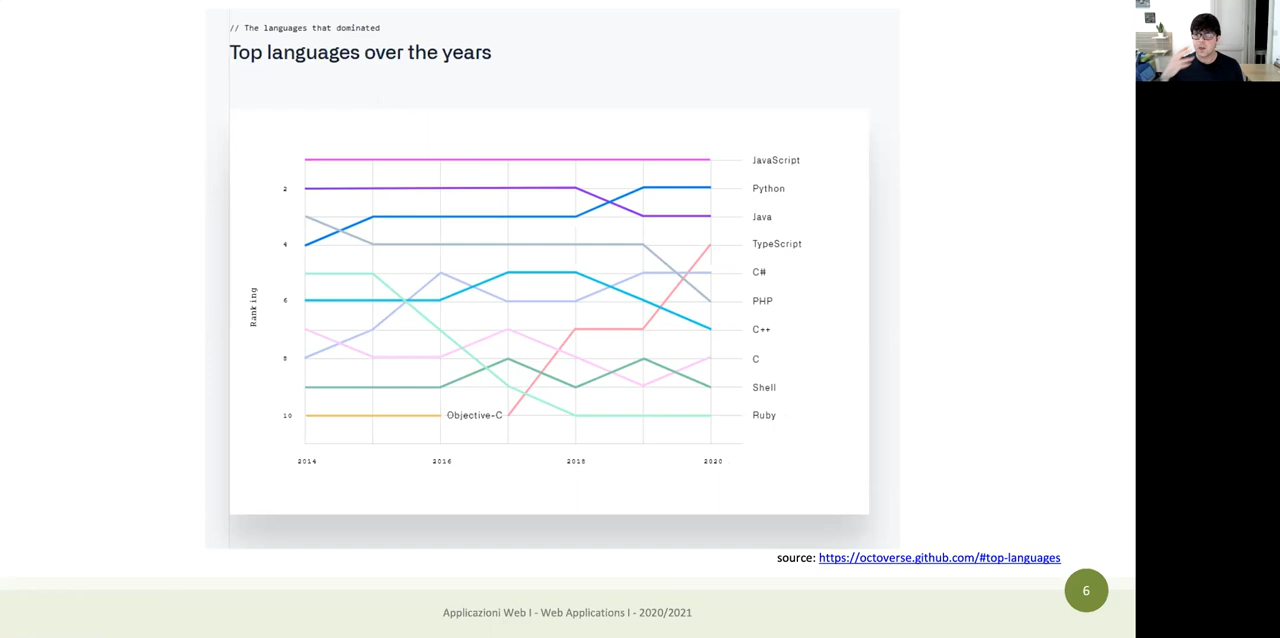 // The languages that dominated
Top languages over the years
JavaScript
2 Python
Java
4 TypeScript
C#
6 PHP
Ranking
C++
8 C
Shell
10 Objective-C Ruby
2014 2016 2018 2020
source: https://octoverse.github.com/#top-languages
6
Applicazioni Web I - Web Applications I - 2020/2021